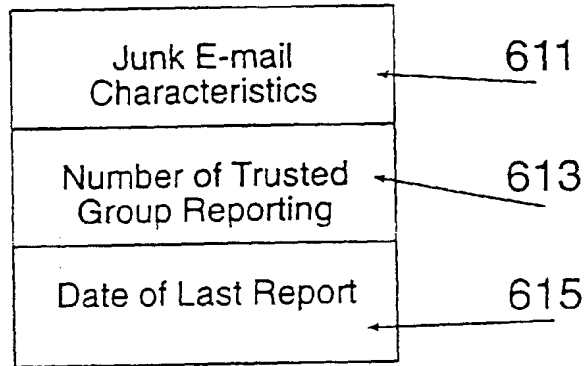 Junk E-mail
Characteristics
611
Number of Trusted
Group Reporting
613
Date of Last Report
615